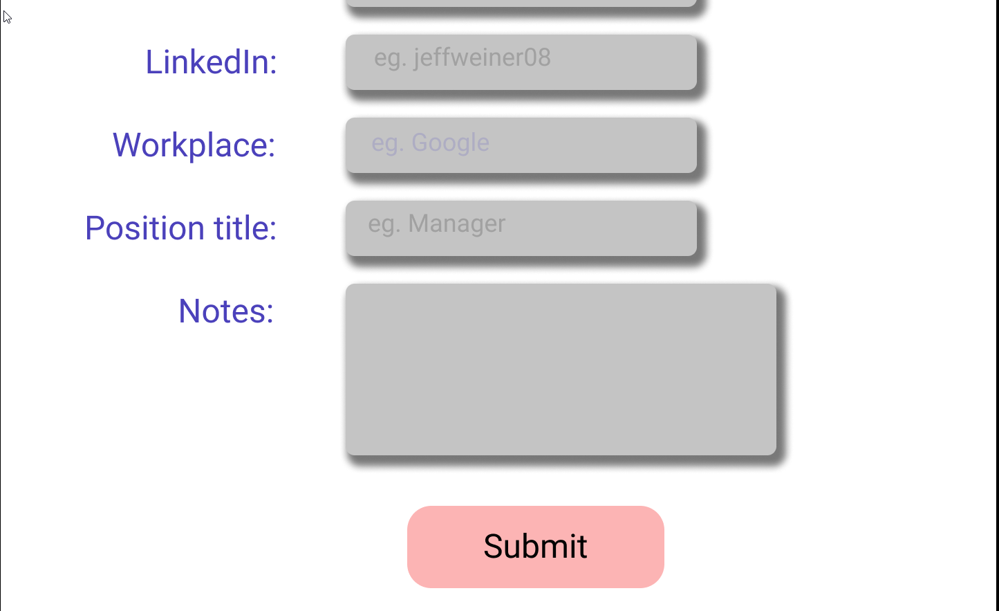 LinkedIn: eg. jeffweiner08
Workplace: eg. Google
Position title: eg. Manager
Notes:
Submit